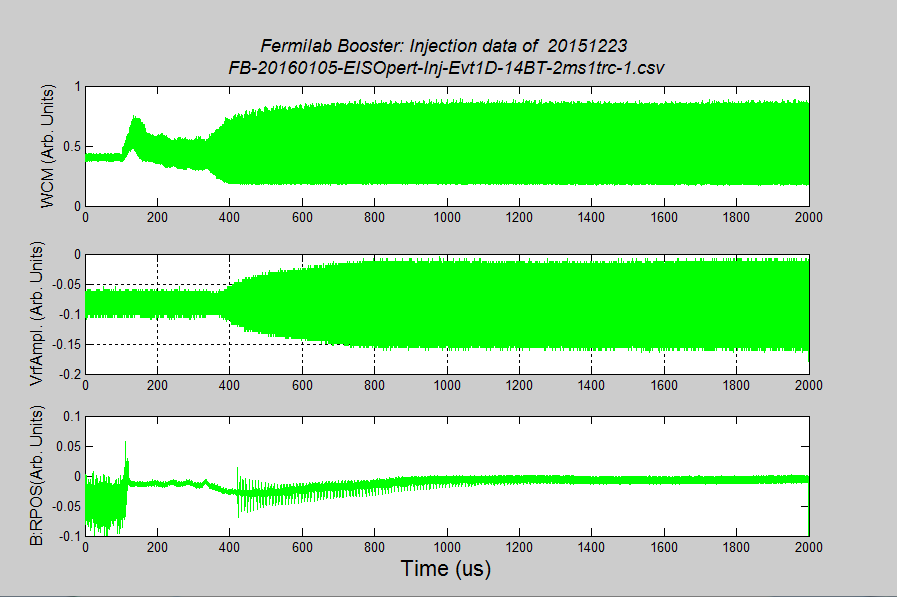 Fermilab Booster: Injection data of 20151223
FB-20160105-EISOpert-Inj-Evt1D-14BT-2ms1trc-1.csv
WCM (Arb. Units)
1
0.5
0
0 200 400 600 800 1000 1200 1400 1600 1800 2000
VrfAmpl. (Arb. Units)
0
-0.05
-0.1
-0.15
-0.2
0 200 400 600 800 1000 1200 1400 1600 1800 2000
B:RPOS(Arb. Units)
0.1
0.05
0
-0.05
-0.1
0 200 400 600 800 1000 1200 1400 1600 1800 2000
Time (us)